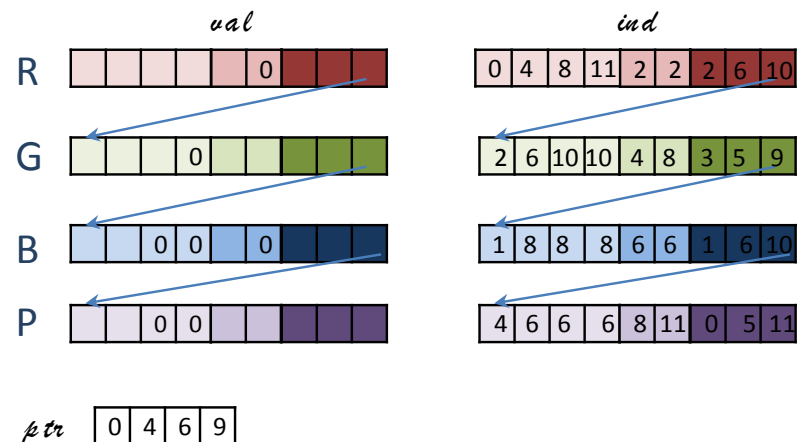 val ind
R 0 0 4 8 11 2 2 2 6 10
G 0 2 6 10 10 4 8 3 5 9
B 0 0 0 1 8 8 8 6 6 1 6 10
P 0 0 4 6 6 6 8 11 0 5 11
ptr 0 4 6 9